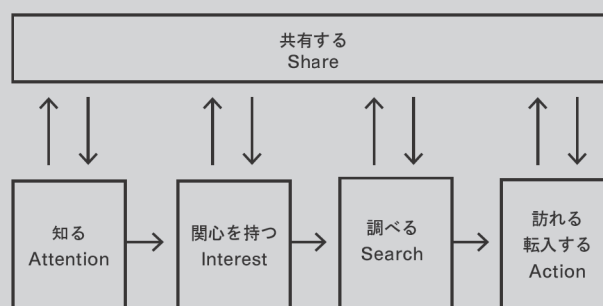 共有する
Share
知る
Attention
関心を持つ
Interest
調べる
Search
訪れる
転入する
Action